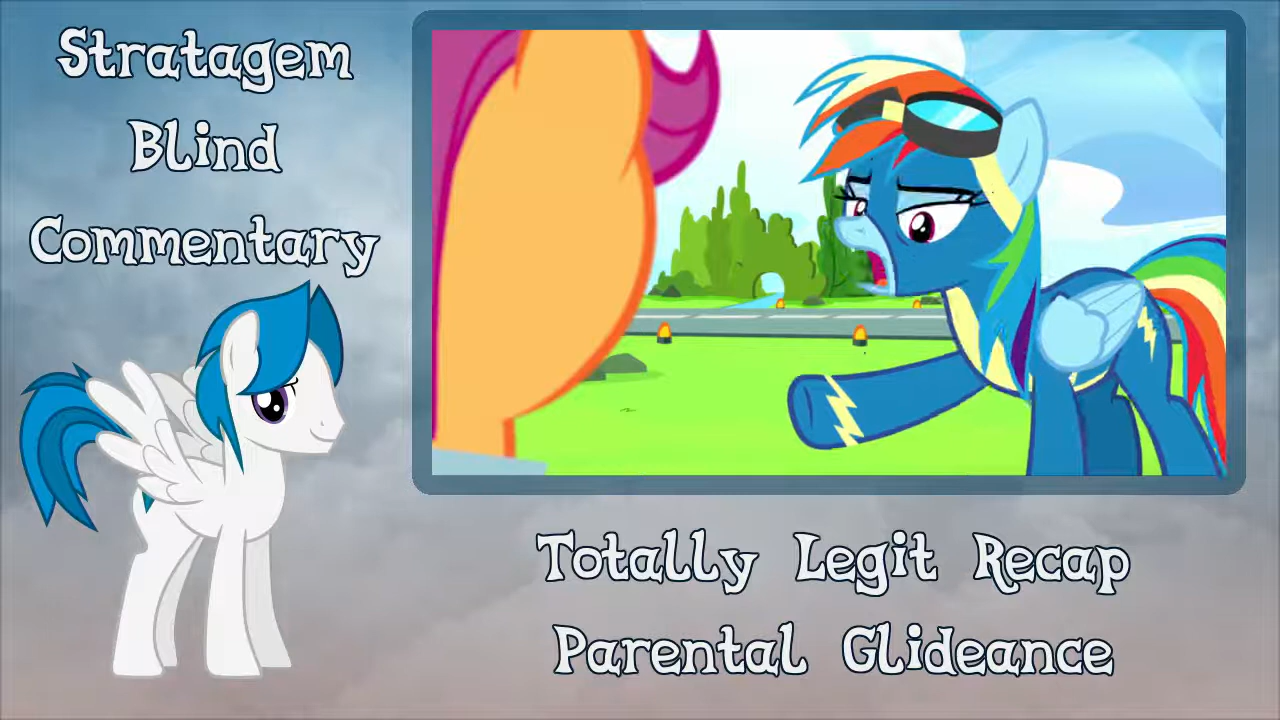 Stratagem
Blind
Commentary
Totally Legit Recap
Parental Glideance